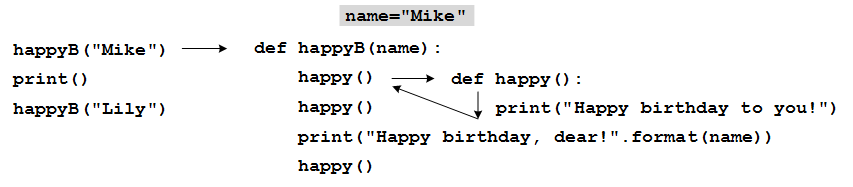 name="Mike"
happyB("Mike") def happyB(name):
print() happy() def happy():
happyB("Lily") happy() print("Happy birthday to you!")
print("Happy birthday, dear!".format(name))
happy()